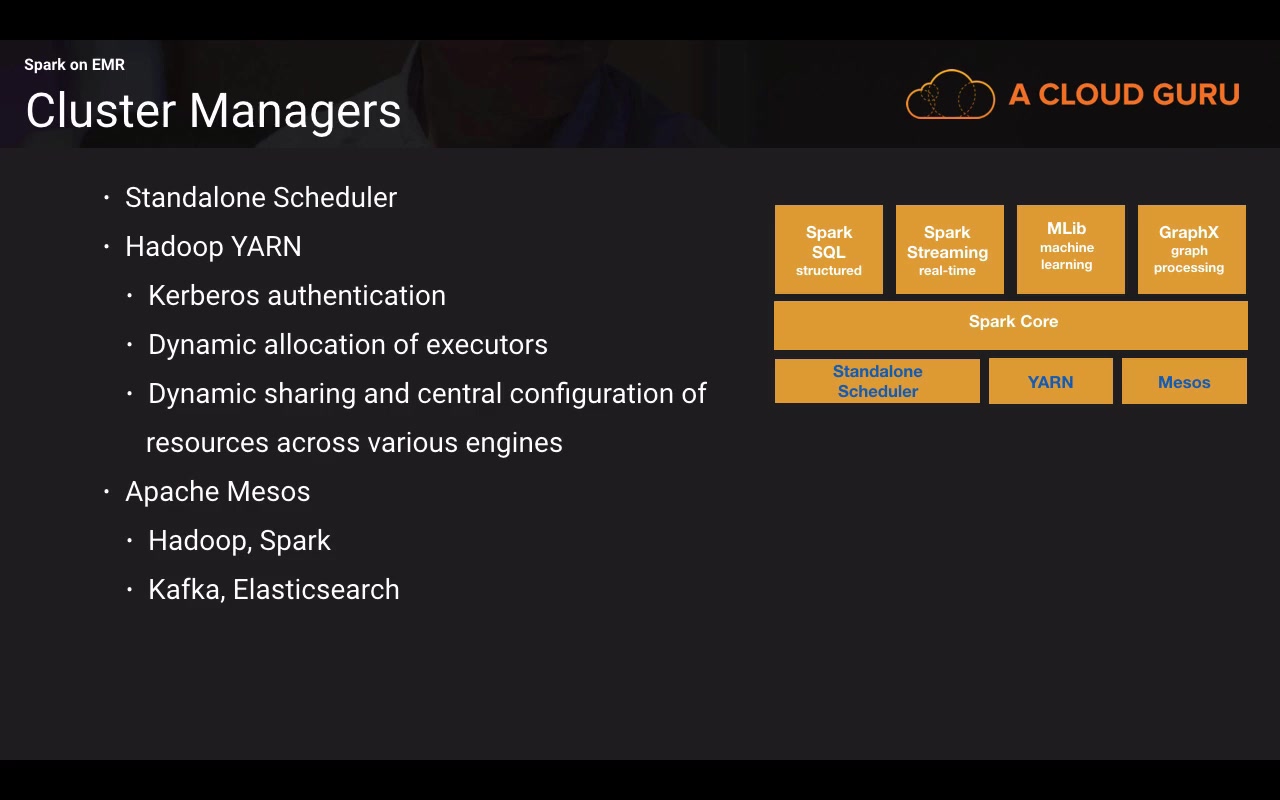 Spark on EMR
Cluster Managers
A CLOUD GURU
· Standalone Scheduler
· Hadoop YARN
· Kerberos authentication
· Dynamic allocation of executors
· Dynamic sharing and central configuration of
resources across various engines
· Apache Mesos
· Hadoop, Spark
· Kafka, Elasticsearch
Spark
SQL
structured
Spark
Streaming
real-time
MLib
machine
learning
GraphX
graph
processing
Spark Core
Standalone
Scheduler
YARN
Mesos